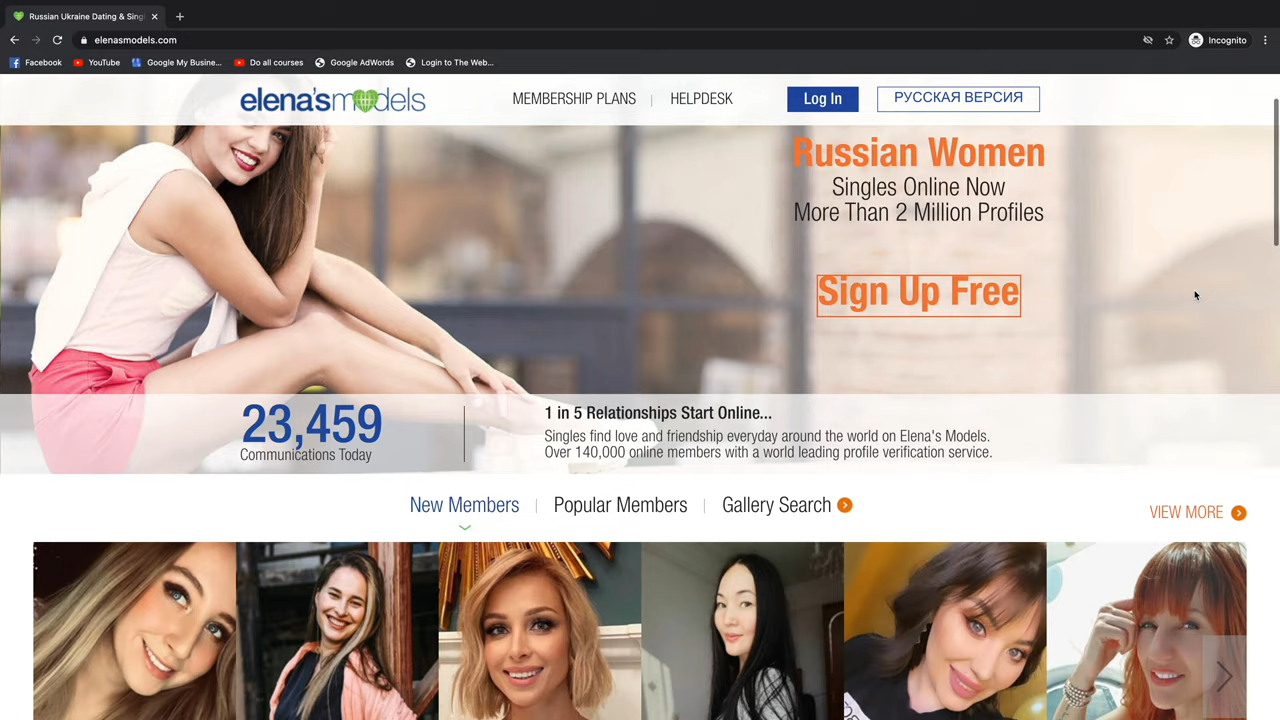 Russian Ukraine Dating & Singl
elenasmodels.com
Incognito
Facebook
YouTube
Google My Busine...
Do all courses
Google AdWords
Login to The Web...
elena'smodels
MEMBERSHIP PLANS
HELPDESK
Log In
РУССКАЯ ВЕРСИЯ
Russian Women
Singles Online Now
More Than 2 Million Profiles
Sign Up Free
23,459
Communications Today
1 in 5 Relationships Start Online...
Singles find love and friendship everyday around the world on Elena's Models.
Over 140,000 online members with a world leading profile verification service.
New Members
Popular Members
Gallery Search
VIEW MORE